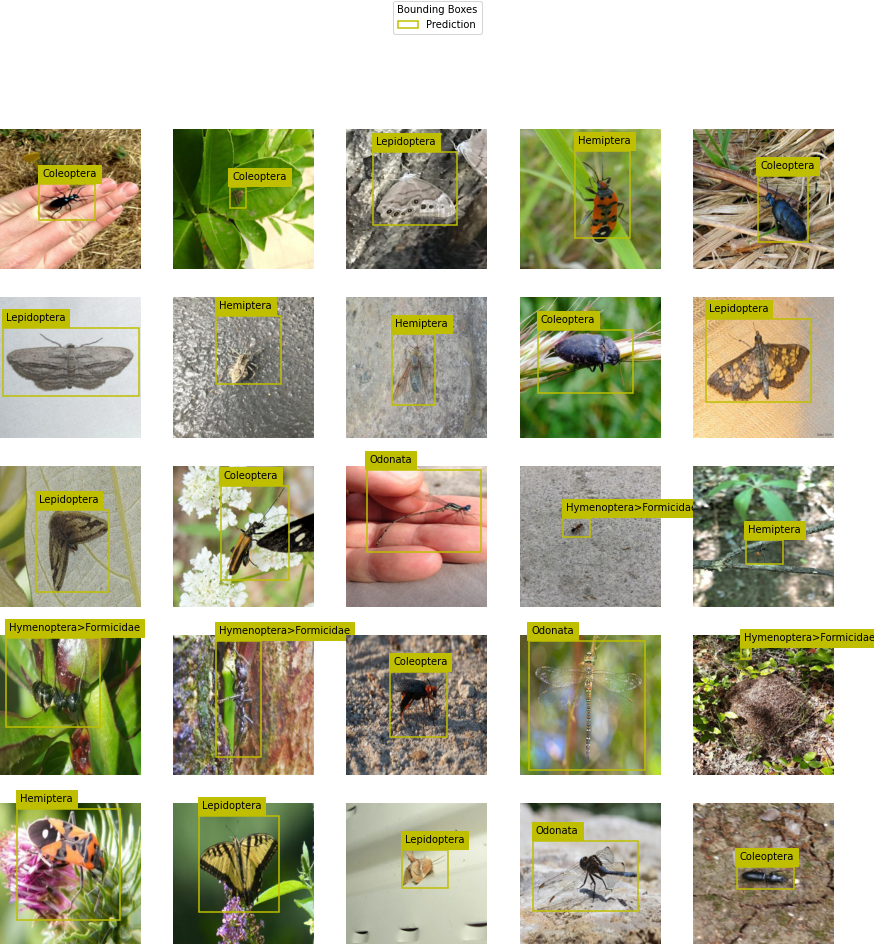 Bounding Boxes
Prediction
Coleoptera
Coleoptera
Lepidoptera
Hemiptera
Coleoptera
Lepidoptera
Hemiptera
Hemiptera
Coleoptera
Lepidoptera
Lepidoptera
Coleoptera
Odonata
Hymenoptera>Formicidae
Hemiptera
Hymenoptera>Formicidae
Hymenoptera>Formicidae
Coleoptera
Odonata
Hymenoptera>Formicidae
Hemiptera
Lepidoptera
Lepidoptera
Odonata
Coleoptera